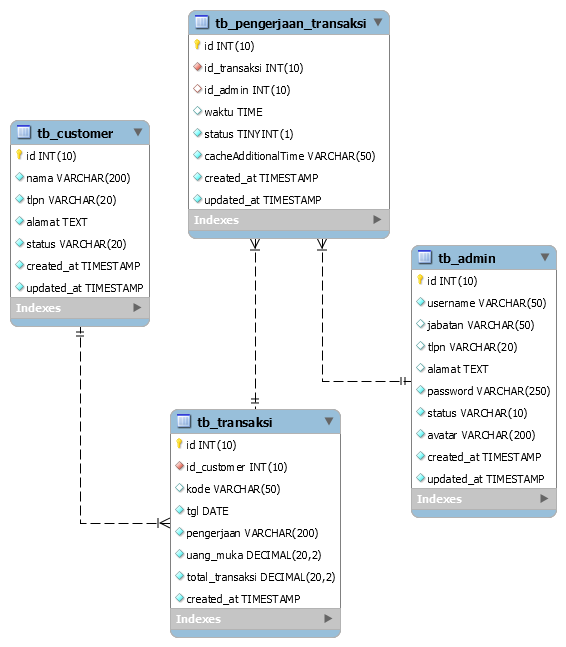 tb_pengerjaan_transaksi
id INT(10)
id_transaksi INT(10)
id_admin INT(10)
waktu TIME
status TINYINT(1)
cacheAdditionalTime VARCHAR(50)
created_at TIMESTAMP
updated_at TIMESTAMP
Indexes
tb_customer
id INT(10)
nama VARCHAR(200)
tlpn VARCHAR(20)
alamat TEXT
status VARCHAR(20)
created_at TIMESTAMP
updated_at TIMESTAMP
Indexes
tb_admin
id INT(10)
username VARCHAR(50)
jabatan VARCHAR(50)
tlpn VARCHAR(20)
alamat TEXT
password VARCHAR(250)
status VARCHAR(10)
avatar VARCHAR(200)
created_at TIMESTAMP
updated_at TIMESTAMP
Indexes
tb_transaksi
id INT(10)
id_customer INT(10)
kode VARCHAR(50)
tgl DATE
pengerjaan VARCHAR(200)
uang_muka DECIMAL(20,2)
total_transaksi DECIMAL(20,2)
created_at TIMESTAMP
Indexes